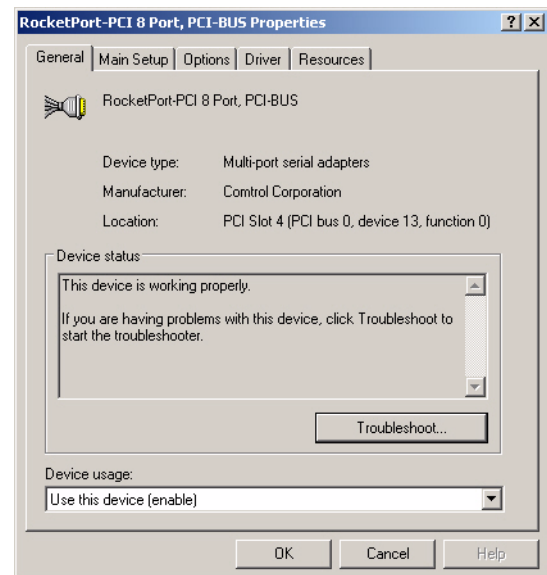 RocketPort-PCI 8 Port, PCI-BUS Properties
General Main Setup Options Driver Resources
RocketPort-PCI 8 Port, PCI-BUS
Device type: Multi-port serial adapters
Manufacturer: Comtrol Corporation
Location: PCI Slot 4 (PCI bus 0, device 13, function 0)
Device status
This device is working properly.
If you are having problems with this device, click Troubleshoot to
start the troubleshooter.
Troubleshoot...
Device usage:
Use this device (enable)
OK Cancel Help